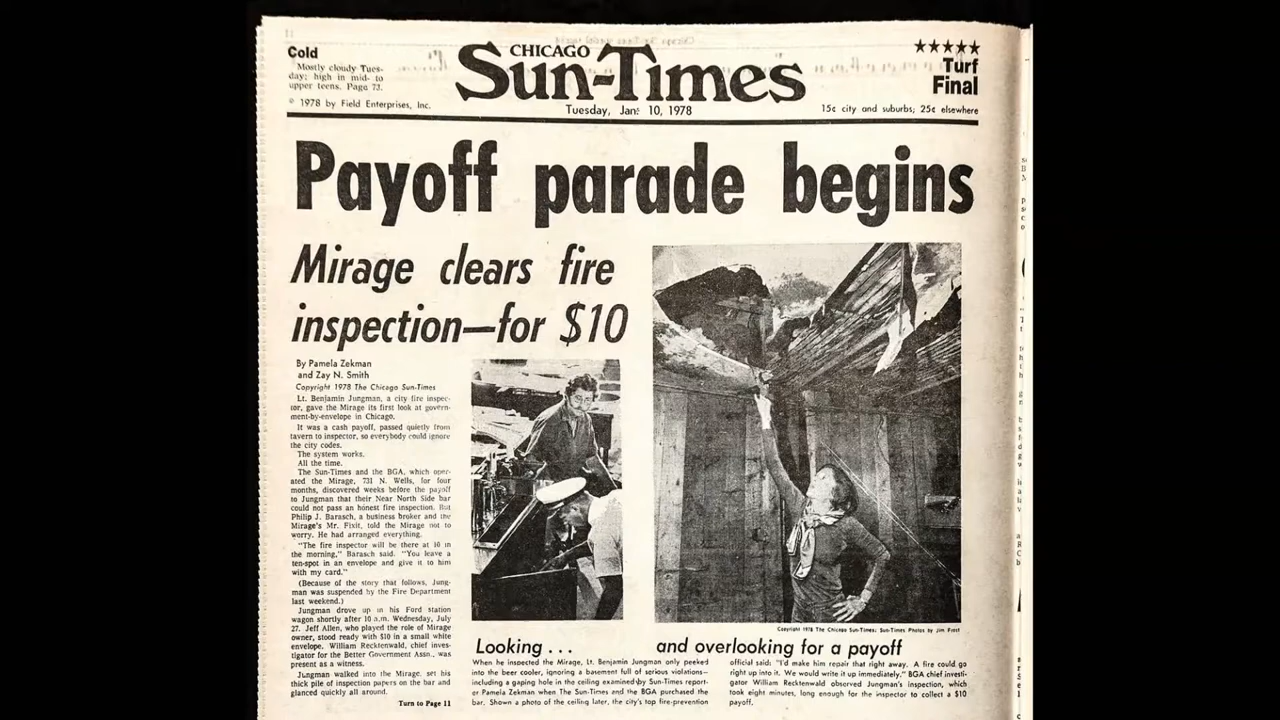 Cold
Mostly cloudy Tues-
day; high in mid- to
upper teens. Page 72.
© 1978 by Field Enterprises, Inc.
CHICAGO
Sun-Times
Tuesday, Jan. 10, 1978
★★★★★
Turf
Final
15¢ city and suburbs; 25¢ elsewhere
Payoff parade begins
Mirage clears fire
inspection—for $10
By Pamela Zekman
and Zay N. Smith
Copyright 1978 The Chicago Sun-Times
Lt. Benjamin Jungman, a city fire inspec-
tor, gave the Mirage its first look at govern-
ment-by-envelope in Chicago.
It was a cash payoff, passed quietly from
tavern to inspector, so everybody could ignore
the city codes.
The system works.
All the time.
The Sun-Times and the BGA, which oper-
ated the Mirage, 731 N. Wells, for four
months, discovered weeks before the payoff
to Jungman that their Near North Side bar
could not pass an honest fire inspection. But
Philip J. Barasch, a business broker and the
Mirage's Mr. Fixit, told the Mirage not to
worry. He had arranged everything.
"The fire inspector will be there at 10 in
the morning," Barasch said. "You leave a
ten-spot in an envelope and give it to him
with my card."
(Because of the story that follows, Jung-
man was suspended by the Fire Department
last weekend.)
Jungman drove up in his Ford station
wagon shortly after 10 a.m. Wednesday, July
27. Jeff Allen, who played the role of Mirage
owner, stood ready with $10 in a small white
envelope. William Recktenwald, chief inves-
tigator for the Better Government Assn., was
present as a witness.
Jungman walked into the Mirage, set his
thick pile of inspection papers on the bar and
glanced quickly all around.
Turn to Page 11
Copyright 1978 The Chicago Sun-Times; Sun-Times Photos by Jim Frost
Looking . . .
When he inspected the Mirage, Lt. Benjamin Jungman only peeked
into the beer cooler, ignoring a basement full of serious violations—
including a gaping hole in the ceiling examined by Sun-Times report-
er Pamela Zekman when The Sun-Times and the BGA purchased the
bar. Shown a photo of the ceiling later, the city's top fire-prevention
and overlooking for a payoff
official said: "I'd make him repair that right away. A fire could go
right up into it. We would write it up immediately." BGA chief investi-
gator William Recktenwald observed Jungman's inspection, which
took eight minutes, long enough for the inspector to collect a $10
payoff.